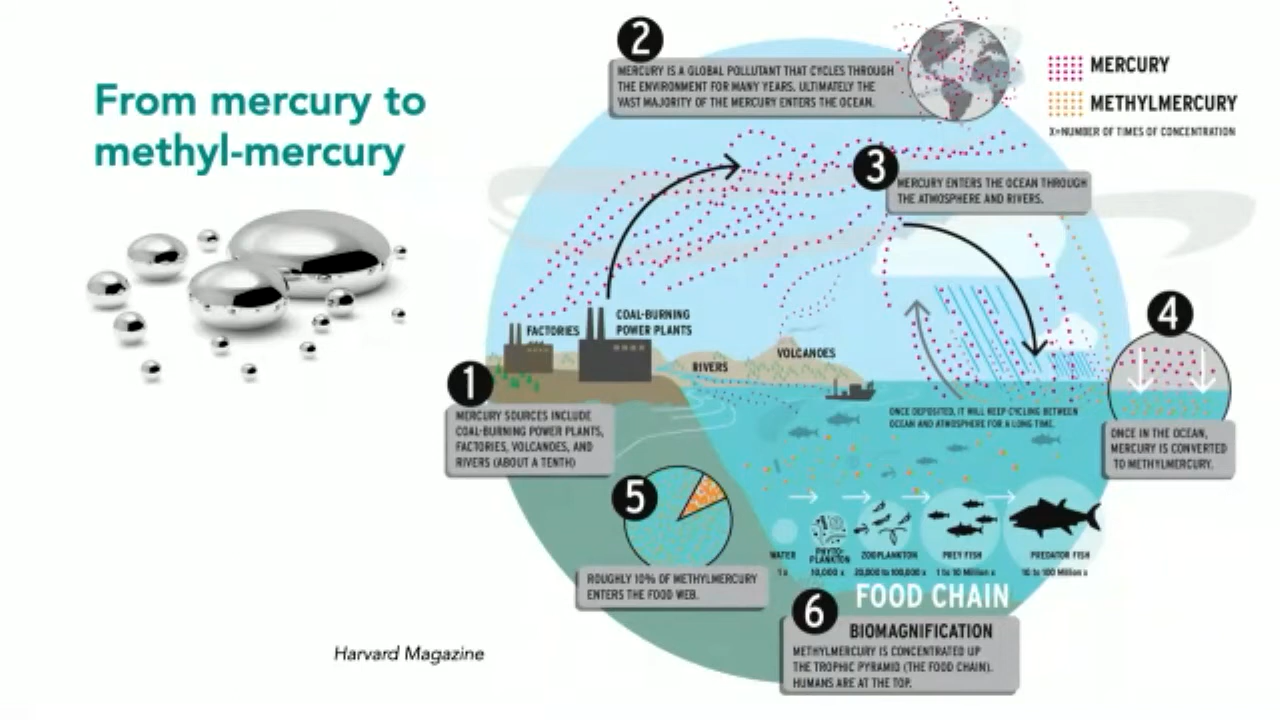 From mercury to
methyl-mercury
2
MERCURY IS A GLOBAL POLLUTANT THAT CYCLES THROUGH
THE ENVIRONMENT FOR MANY YEARS. ULTIMATELY THE
VAST MAJORITY OF THE MERCURY ENTERS THE OCEAN.
MERCURY
METHYLMERCURY
X=NUMBER OF TIMES OF CONCENTRATION
3
MERCURY ENTERS THE OCEAN THROUGH
THE ATMOSPHERE AND RIVERS.
FACTORIES
COAL-BURNING
POWER PLANTS
RIVERS
VOLCANOES
1
MERCURY SOURCES INCLUDE
COAL-BURNING POWER PLANTS,
FACTORIES, VOLCANOES, AND
RIVERS (ABOUT A TENTH)
ONCE DEPOSITED, IT WILL KEEP CYCLING BETWEEN
OCEAN AND ATMOSPHERE FOR A LONG TIME.
4
ONCE IN THE OCEAN,
MERCURY IS CONVERTED
TO METHYLMERCURY.
5
ROUGHLY 10% OF METHYLMERCURY
ENTERS THE FOOD WEB.
WATER
1 x
PHYTO-
PLANKTON
10,000 x
ZOOPLANKTON
20,000 to 100,000 x
PREY FISH
1 to 10 Million x
PREDATOR FISH
10 to 100 Million x
FOOD CHAIN
6
BIOMAGNIFICATION
METHYLMERCURY IS CONCENTRATED UP
THE TROPHIC PYRAMID (THE FOOD CHAIN).
HUMANS ARE AT THE TOP.
Harvard Magazine